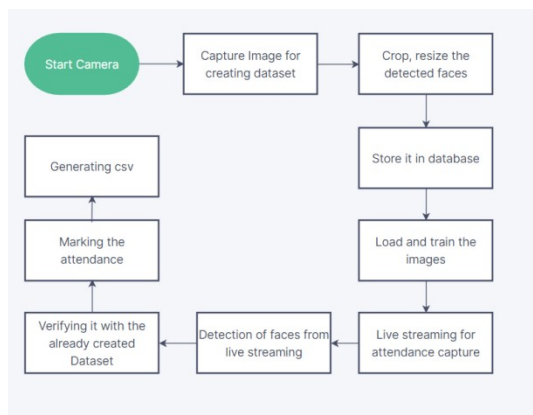 Start Camera
Capture Image for
creating dataset
Crop, resize the
detected faces
Store it in database
Load and train the
images
Live streaming for
attendance capture
Detection of faces from
live streaming
Verifying it with the
already created
Dataset
Marking the
attendance
Generating csv